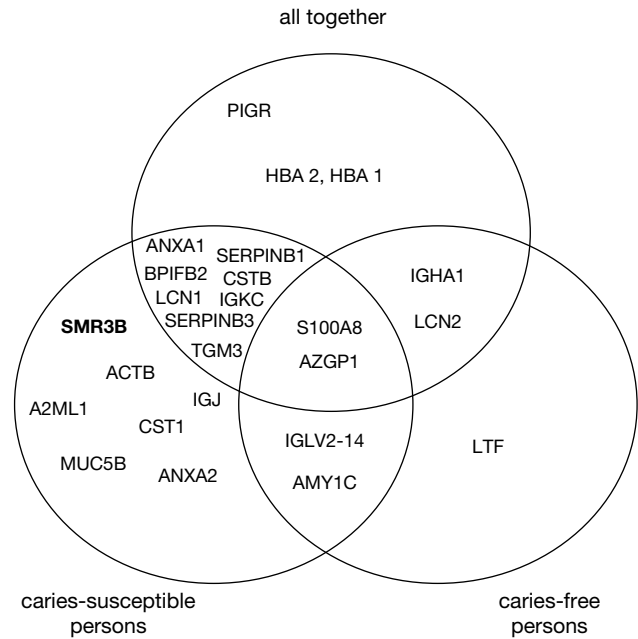 all together
PIGR
HBA 2, HBA 1
ANXA1
SERPINB1
BPIFB2
CSTB
LCN1
IGKC
SERPINB3
TGM3
IGHA1
LCN2
S100A8
AZGP1
SMR3B
ACTB
IGJ
A2ML1
CST1
MUC5B
ANXA2
IGLV2-14
AMY1C
LTF
caries-susceptible
persons
caries-free
persons